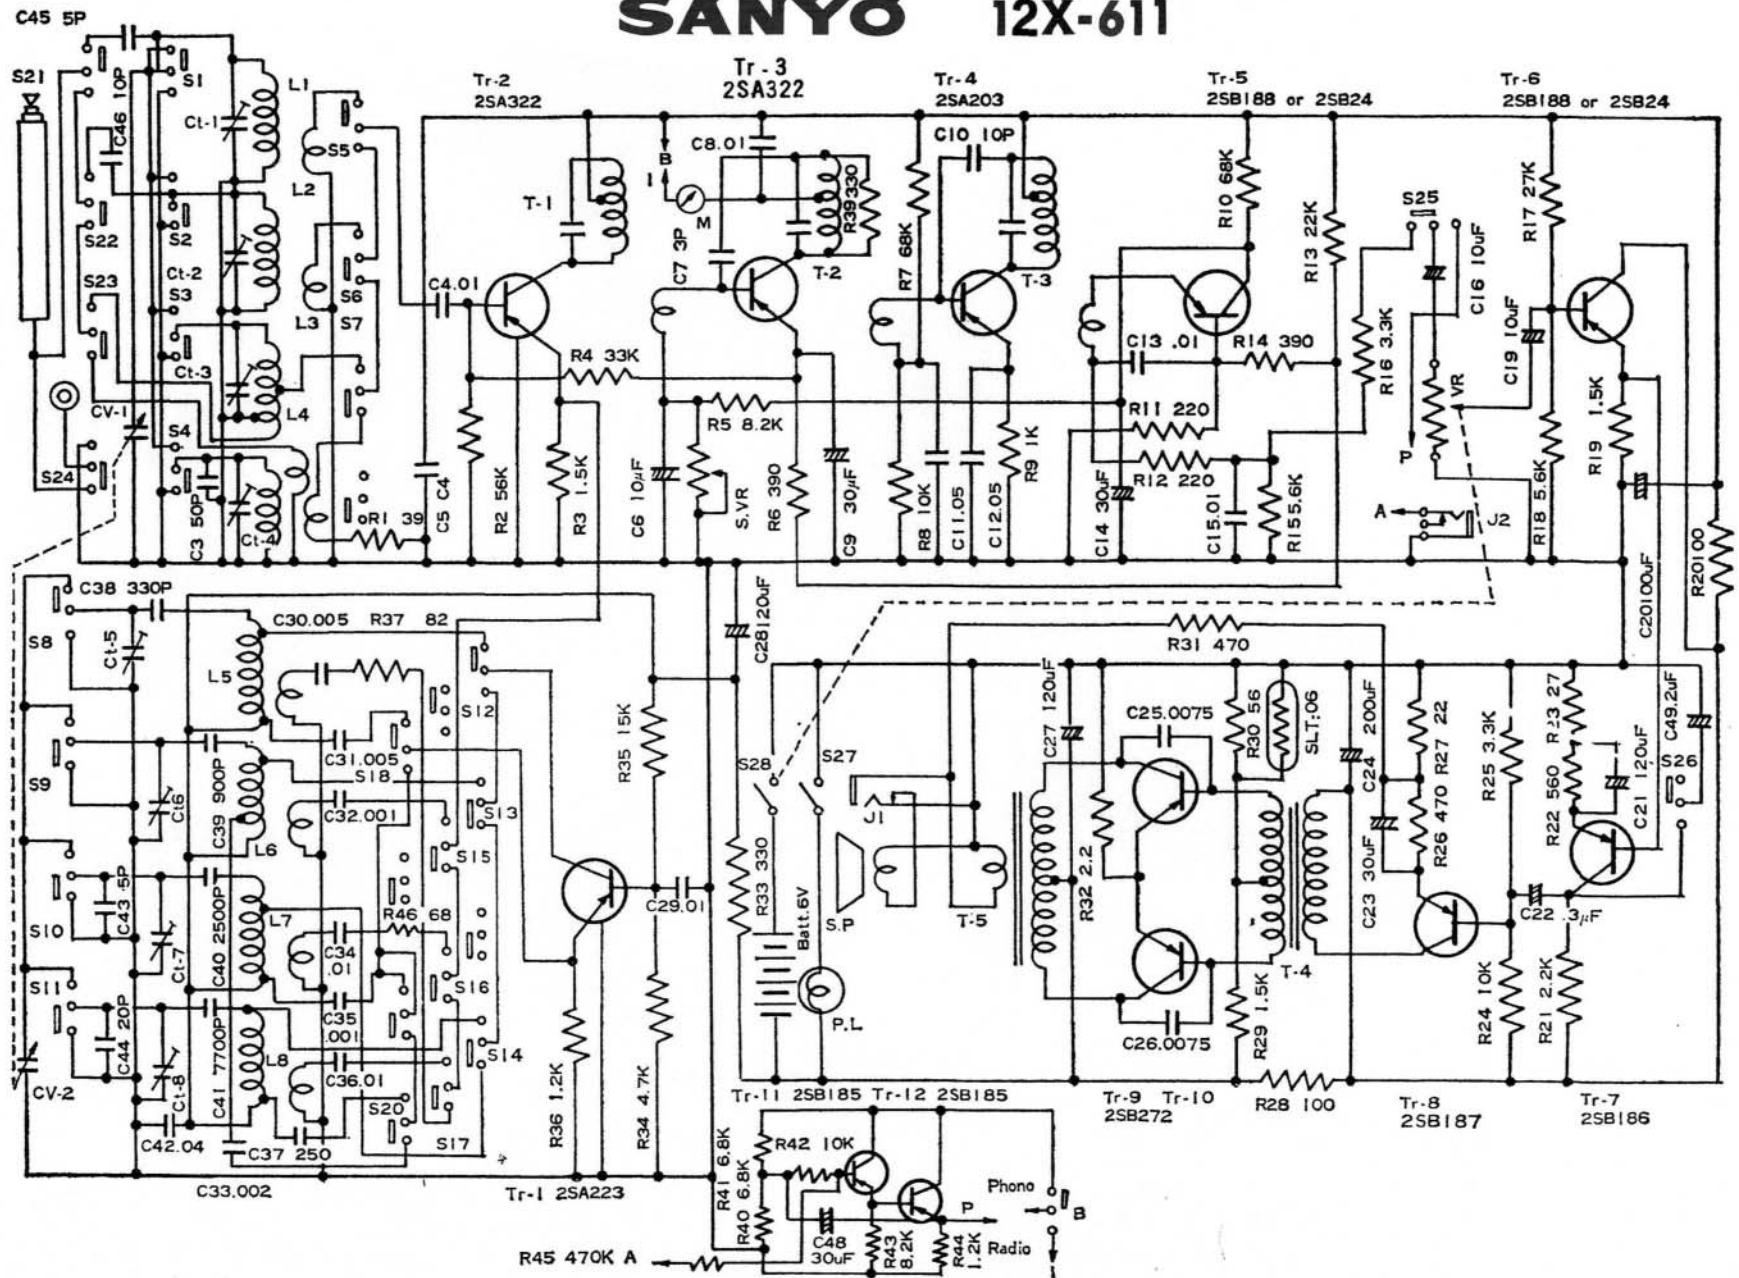 SANYO 12X-611
C45 5P
S21
C46 10P
S1
L1
Ct-1
S5
L2
S22
S2
Ct-2
S23
S3
L3
S6
S7
Ct-3
CV-1
L4
S4
S24
C3 50P
Ct-4
R1 39
Tr-2
2SA322
T-1
C4.01
R4 33K
R2 56K
R3 1.5K
C5 C4
Tr-3
2SA322
C8.01
B
I
M
R39 330
C7 3P
T-2
R5 8.2K
C6 10μF
S.VR
R6 390
C9 30μF
Tr-4
2SA203
C10 10P
R7 68K
T-3
R8 10K
C11.05
C12.05
R9 1K
Tr-5
2SB188 or 2SB24
R10 68K
R13 22K
C13 .01
R14 390
R11 220
R12 220
C14 30uF
C15.01
R15 5.6K
R16 3.3K
S25
C16 10uF
VR
P
A
J2
Tr-6
2SB188 or 2SB24
R17 27K
C19 10uF
R18 5.6K
R19 1.5K
C20100uF
R20100
S8
C38 330P
Ct-5
L5
C30.005
R37 82
S12
C31.005
S18
S9
Ct6
C39 900P
L6
C32.001
S13
S15
S10
C43 5P
Ct-7
C40 2500P
L7
R46 68
C34
.01
S16
C35
.001
S11
C44 20P
Ct-8
C41 7700P
L8
S14
C36.01
S20
S17
CV-2
C42.04
C37 250
C33.002
R35 15K
C28120uF
C29.01
R33 330
R36 1.2K
R34 4.7K
Tr-1 2SA223
S28
S27
Batt.6V
P.L
J1
S.P
T-5
C27 120uF
R32 2.2
C25.0075
C26.0075
R31 470
R30 56
SLT:06
T-4
R29 1.5K
R28 100
C24 200uF
C23 30uF
R27 22
R26 470
R25 3.3K
R24 10K
R23 27
R22 560
C21 120uF
C49.2uF
S26
C22 .3μF
R21 2.2K
Tr-11 2SB185
Tr-12 2SB185
Tr-9
2SB272
Tr-10
Tr-8
2SB187
Tr-7
2SB186
R41 6.8K
R40 6.8K
R42 10K
C48
30uF
R43
8.2K
R44
1.2K
P
Phono
B
Radio
R45 470K A